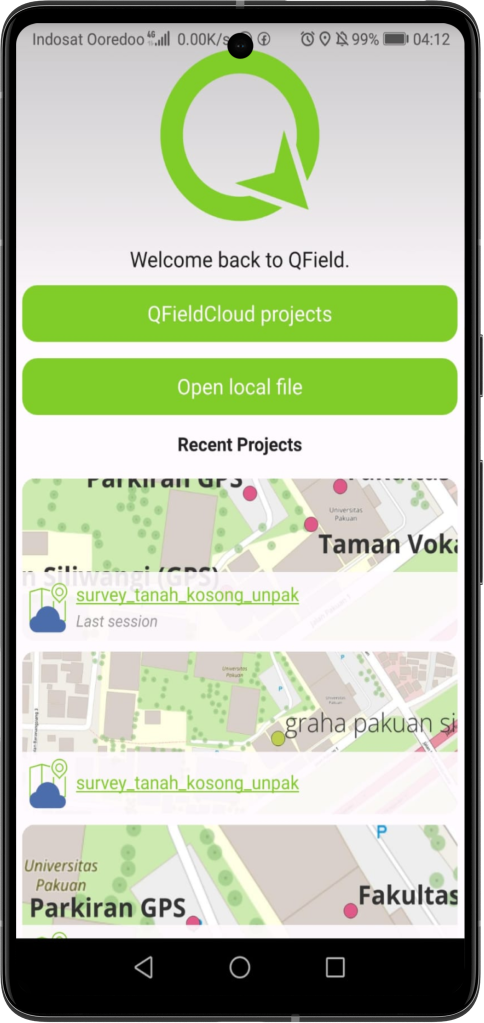 Indosat Ooredoo 4G 0.00K/s 99% 04:12
Welcome back to QField.
QFieldCloud projects
Open local file
Recent Projects
Parkiran GPS
Universitas
Pakuan
Taman Voka
n Siliwangi (GPS)
survey_tanah_kosong_unpak
Last session
Universitas
Pakuan
P
graha pakuan si
survey_tanah_kosong_unpak
P
Universitas
Pakuan
Parkiran GPS
Fakultas